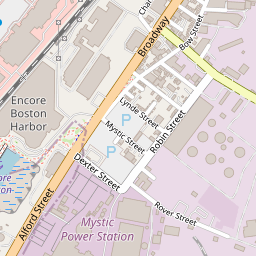 Broadway
Bow Street
Encore
Boston
Harbor
Lynde Street
Robin Street
P
Mystic Street
P
Dexter Street
Alford Street
Rover Street
Mystic
Power Station